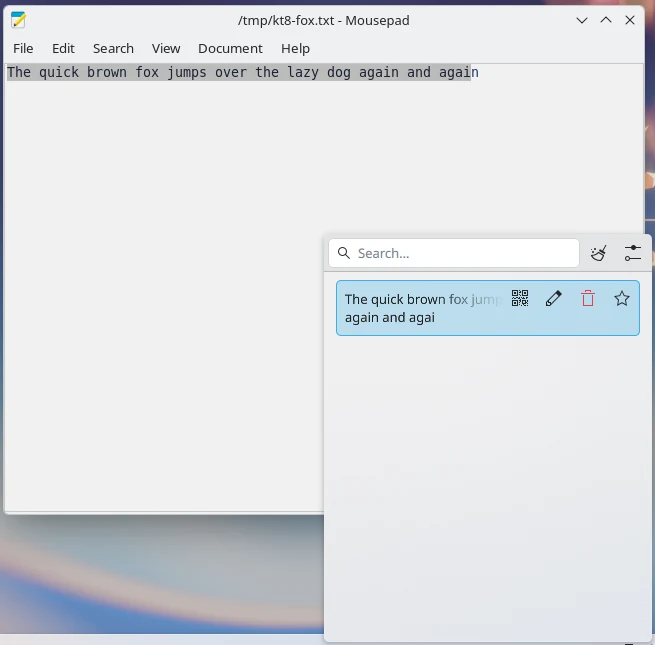 /tmp/kt8-fox.txt - Mousepad
File Edit Search View Document Help
The quick brown fox jumps over the lazy dog again and again
Search...
The quick brown fox jump
again and agai